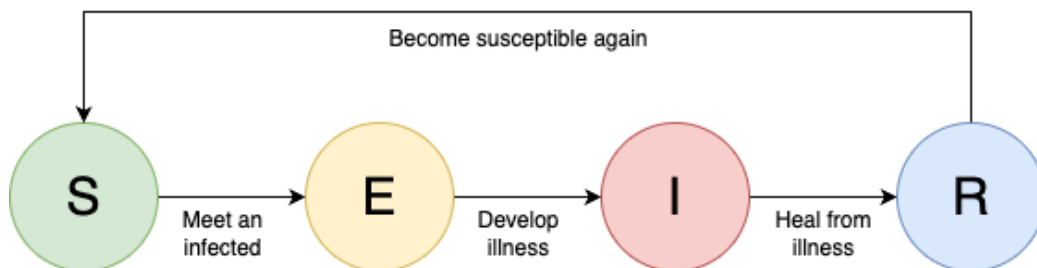 Become susceptible again
S
E
I
R
Meet an
infected
Develop
illness
Heal from
illness